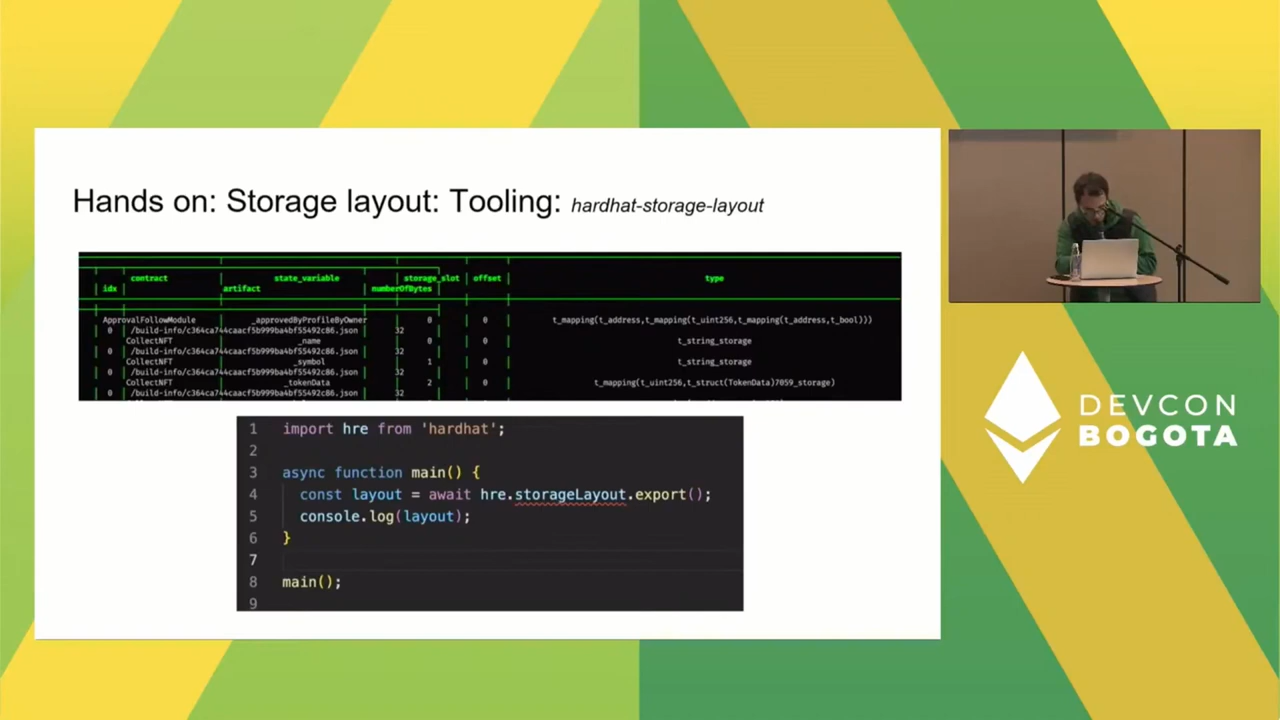 Hands on: Storage layout: Tooling: hardhat-storage-layout
contract state_variable storage_slot offset type
idx artifact numberOfBytes
ApprovalFollowModule _approvedByProfileByOwner 0 0 t_mapping(t_address,t_mapping(t_uint256,t_mapping(t_address,t_bool)))
0 /build-info/c364ca744caacf5b999ba4bf55492c86.json 32
CollectNFT _name 0 0 t_string_storage
0 /build-info/c364ca744caacf5b999ba4bf55492c86.json 32
CollectNFT _symbol 1 0 t_string_storage
0 /build-info/c364ca744caacf5b999ba4bf55492c86.json 32
CollectNFT _tokenData 2 0 t_mapping(t_uint256,t_struct(TokenData)7059_storage)
0 /build-info/c364ca744caacf5b999ba4bf55492c86.json 32
1 import hre from 'hardhat';
2
3 async function main() {
4 const layout = await hre.storageLayout.export();
5 console.log(layout);
6 }
7
8 main();
9
DEVCON
BOGOTA